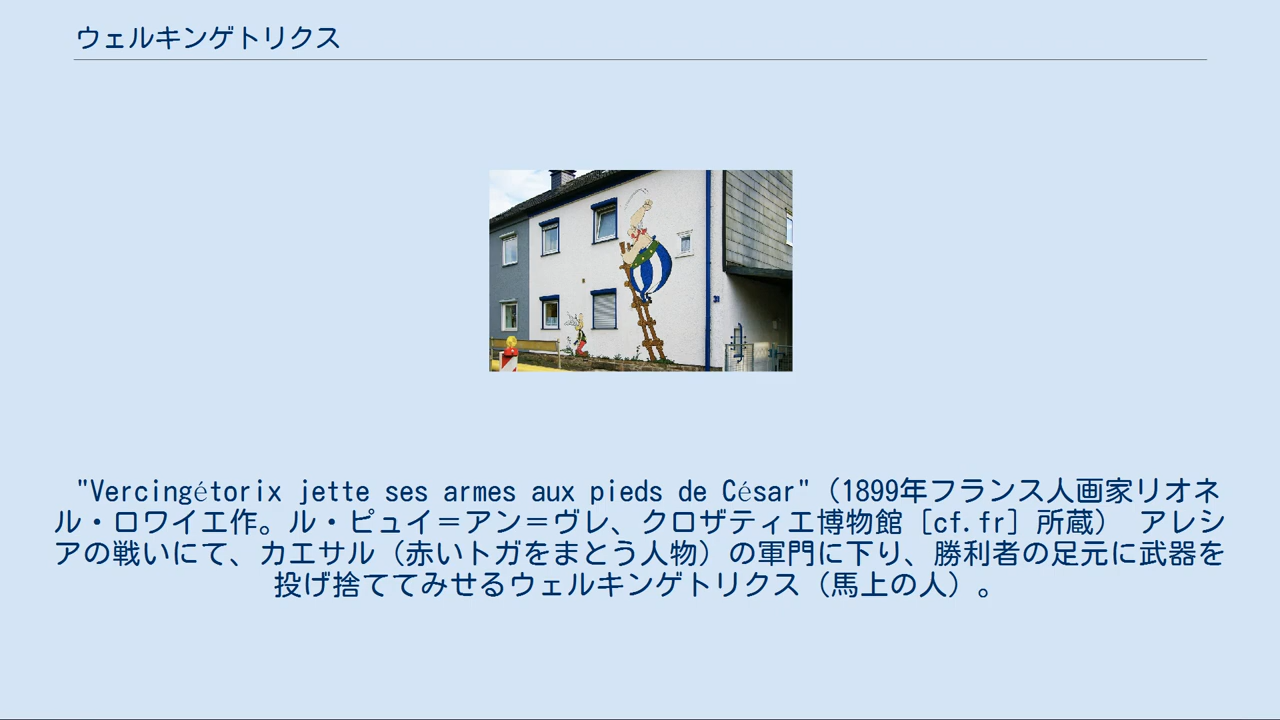 ウェルキンゲトリクス
"Vercingétorix jette ses armes aux pieds de César"（1899年フランス人画家リオネ
ル・ロワイエ作。ル・ピュイ＝アン＝ヴレ、クロザティエ博物館［cf.fr］所蔵） アレシ
アの戦いにて、カエサル（赤いトガをまとう人物）の軍門に下り、勝利者の足元に武器を
投げ捨ててみせるウェルキンゲトリクス（馬上の人）。